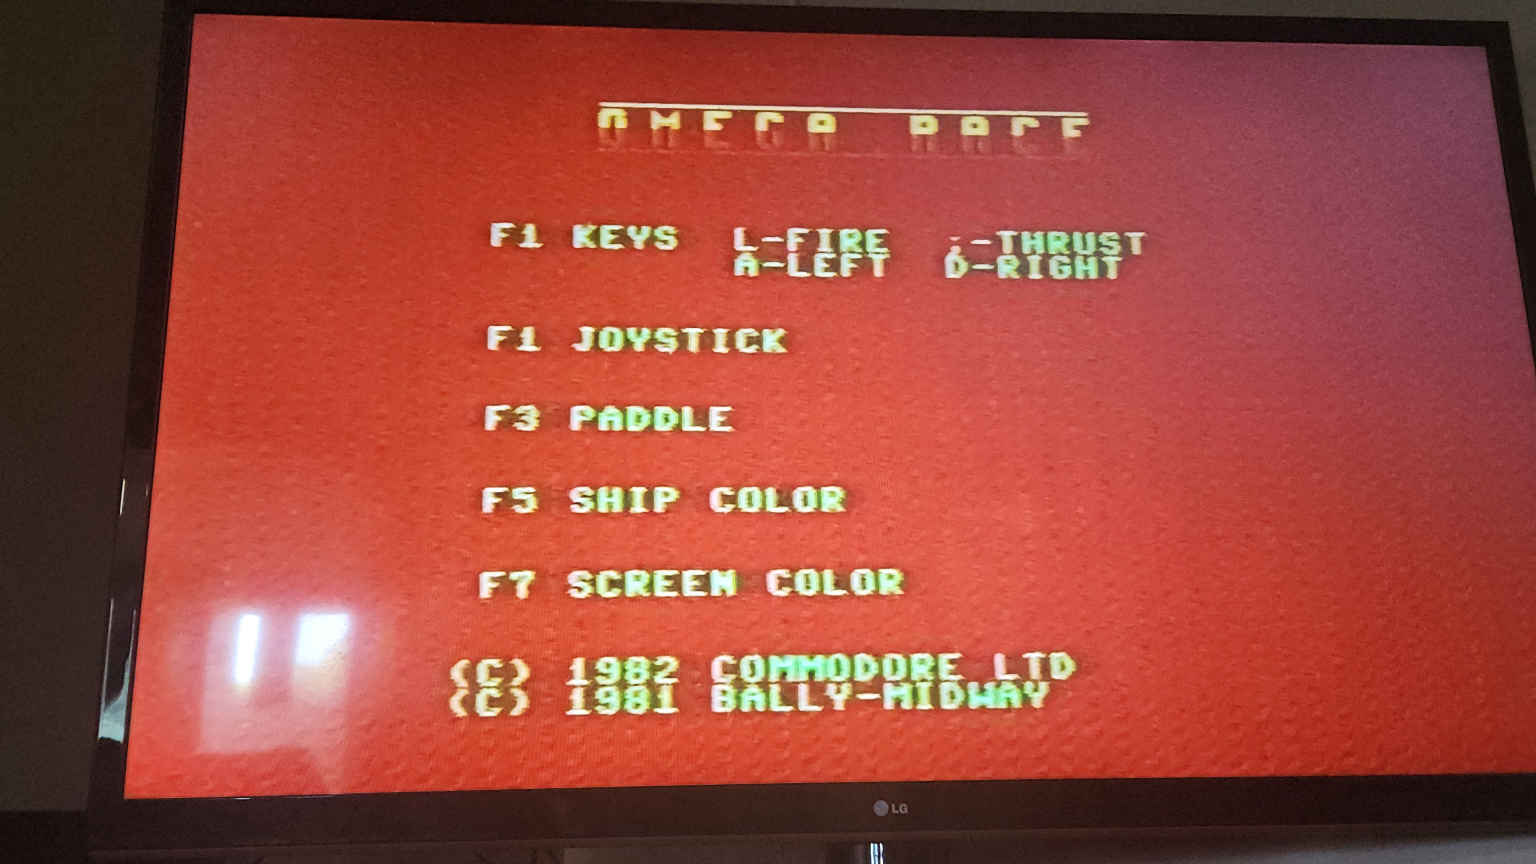 OMEGA RACE
F1 KEYS L-FIRE ;-THRUST
A-LEFT D-RIGHT
F1 JOYSTICK
F3 PADDLE
F5 SHIP COLOR
F7 SCREEN COLOR
(C) 1982 COMMODORE LTD
(C) 1981 BALLY-MIDWAY
LG